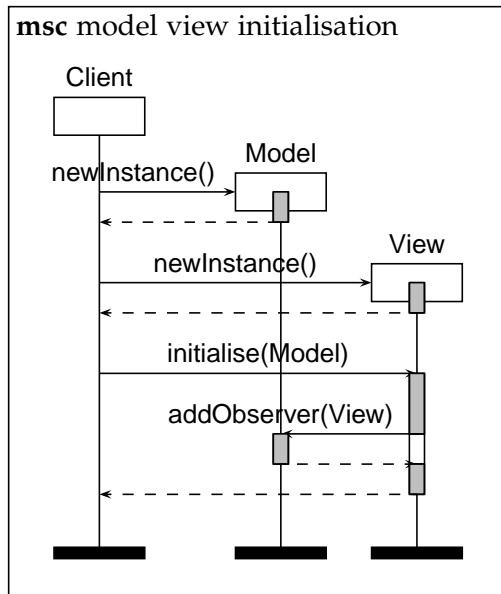 msc model view initialisation
Client
Model
newInstance()
View
newInstance()
initialise(Model)
addObserver(View)